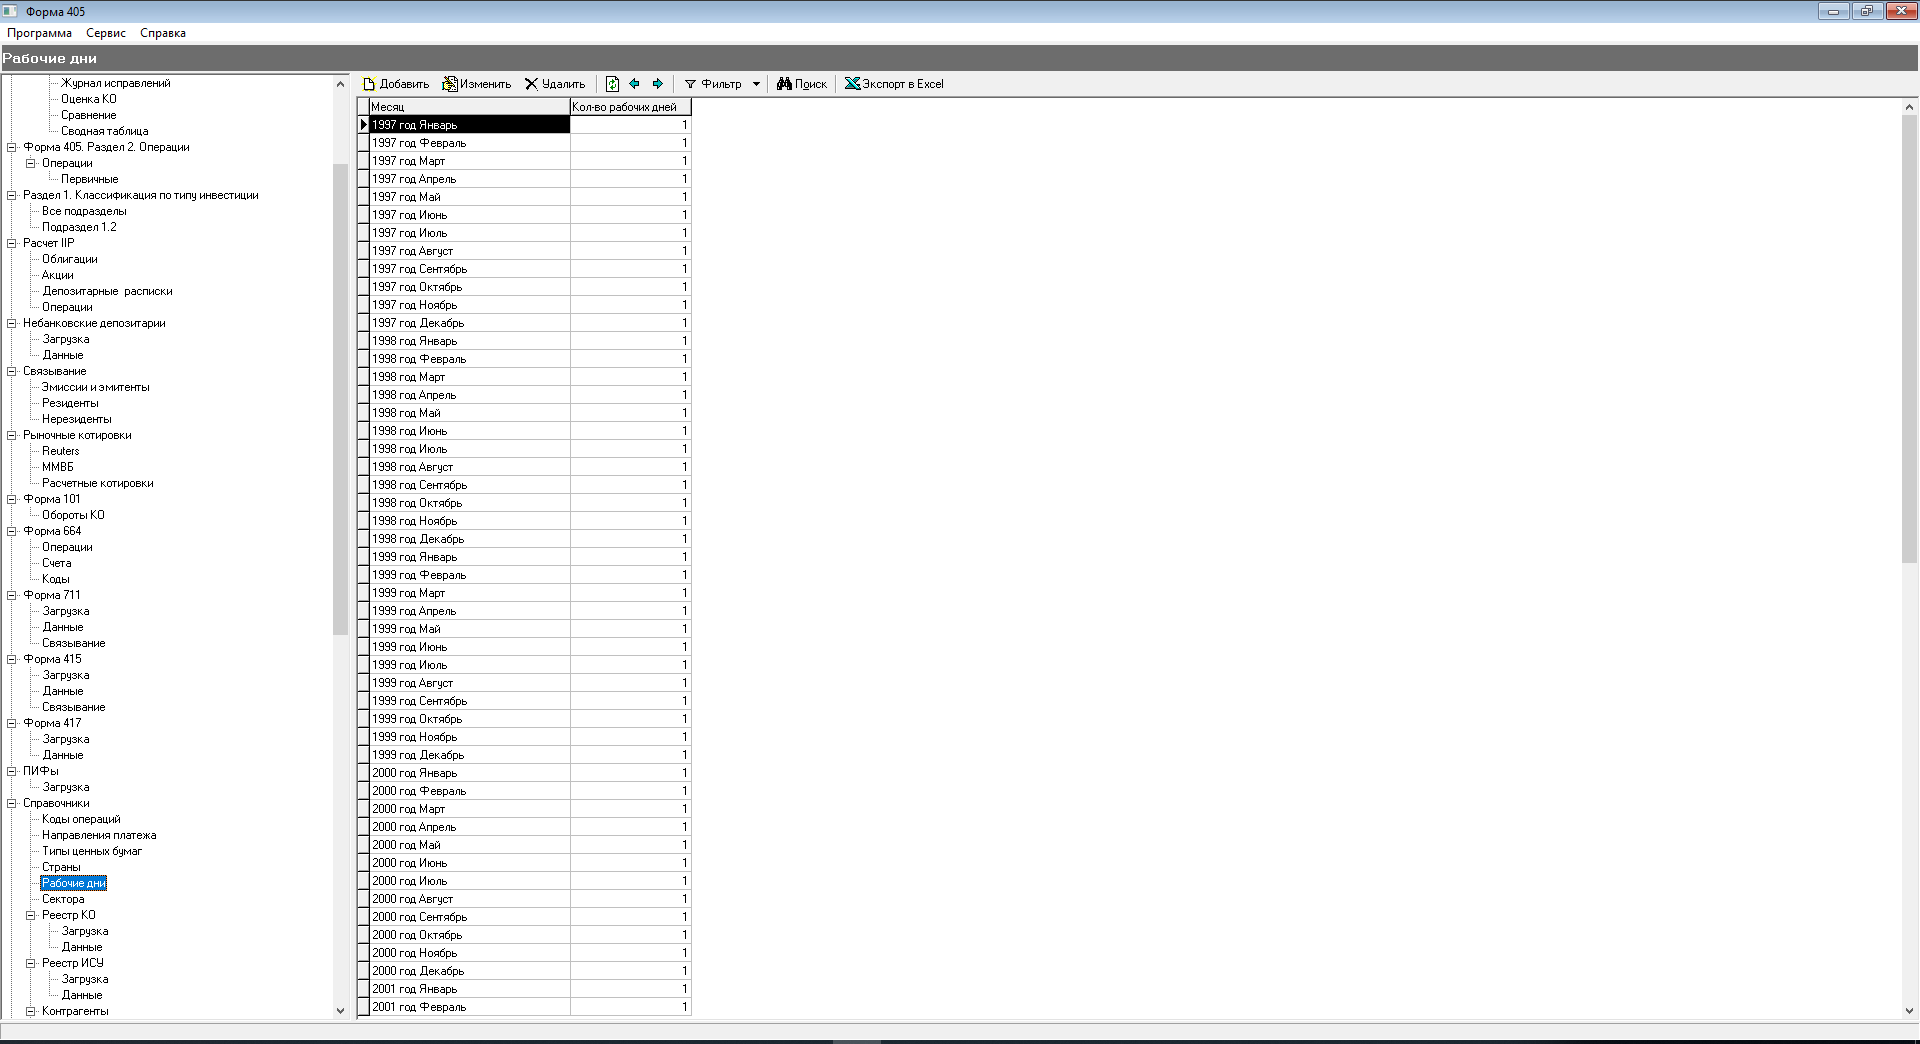 Форма 405
Программа Сервис Справка
Рабочие дни
Журнал исправлений
Оценка КО
Сравнение
Сводная таблица
Форма 405. Раздел 2. Операции
Операции
Первичные
Раздел 1. Классификация по типу инвестиции
Все подразделы
Подраздел 1.2
Расчет IIP
Облигации
Акции
Депозитарные расписки
Операции
Небанковские депозитарии
Загрузка
Данные
Связывание
Эмиссии и эмитенты
Резиденты
Нерезиденты
Рыночные котировки
Reuters
ММВБ
Расчетные котировки
Форма 101
Обороты КО
Форма 664
Операции
Счета
Коды
Форма 711
Загрузка
Данные
Связывание
Форма 415
Загрузка
Данные
Связывание
Форма 417
Загрузка
Данные
ПИФы
Загрузка
Справочники
Коды операций
Направления платежа
Типы ценных бумаг
Страны
Рабочие дни
Сектора
Реестр КО
Загрузка
Данные
Реестр ИСУ
Загрузка
Данные
Контрагенты
Добавить Изменить Удалить Фильтр Поиск Экспорт в Excel
Месяц Кол-во рабочих дней
1997 год Январь 1
1997 год Февраль 1
1997 год Март 1
1997 год Апрель 1
1997 год Май 1
1997 год Июнь 1
1997 год Июль 1
1997 год Август 1
1997 год Сентябрь 1
1997 год Октябрь 1
1997 год Ноябрь 1
1997 год Декабрь 1
1998 год Январь 1
1998 год Февраль 1
1998 год Март 1
1998 год Апрель 1
1998 год Май 1
1998 год Июнь 1
1998 год Июль 1
1998 год Август 1
1998 год Сентябрь 1
1998 год Октябрь 1
1998 год Ноябрь 1
1998 год Декабрь 1
1999 год Январь 1
1999 год Февраль 1
1999 год Март 1
1999 год Апрель 1
1999 год Май 1
1999 год Июнь 1
1999 год Июль 1
1999 год Август 1
1999 год Сентябрь 1
1999 год Октябрь 1
1999 год Ноябрь 1
1999 год Декабрь 1
2000 год Январь 1
2000 год Февраль 1
2000 год Март 1
2000 год Апрель 1
2000 год Май 1
2000 год Июнь 1
2000 год Июль 1
2000 год Август 1
2000 год Сентябрь 1
2000 год Октябрь 1
2000 год Ноябрь 1
2000 год Декабрь 1
2001 год Январь 1
2001 год Февраль 1